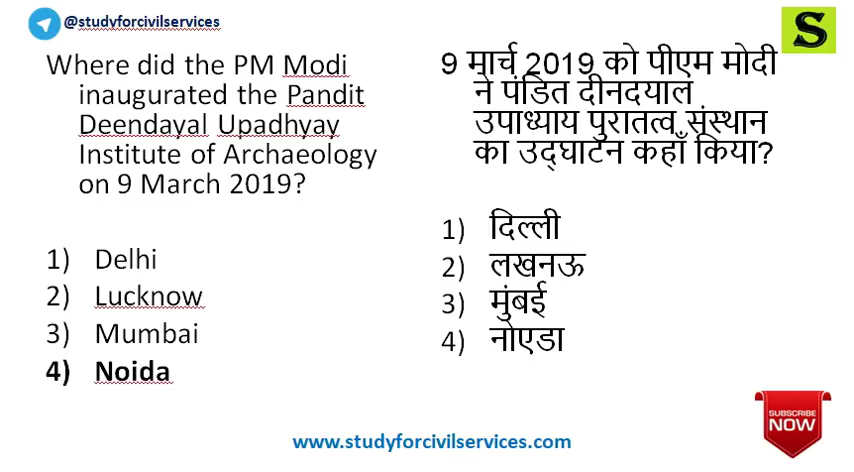 @studyforcivilservices
S
Where did the PM Modi
inaugurated the Pandit
Deendayal Upadhyay
Institute of Archaeology
on 9 March 2019?
1) Delhi
2) Lucknow
3) Mumbai
4) Noida
9 मार्च 2019 को पीएम मोदी
ने पंडित दीनदयाल
उपाध्याय पुरातत्व संस्थान
का उद्घाटन कहाँ किया?
1) दिल्ली
2) लखनऊ
3) मुंबई
4) नोएडा
SUBSCRIBE
NOW
www.studyforcivilservices.com